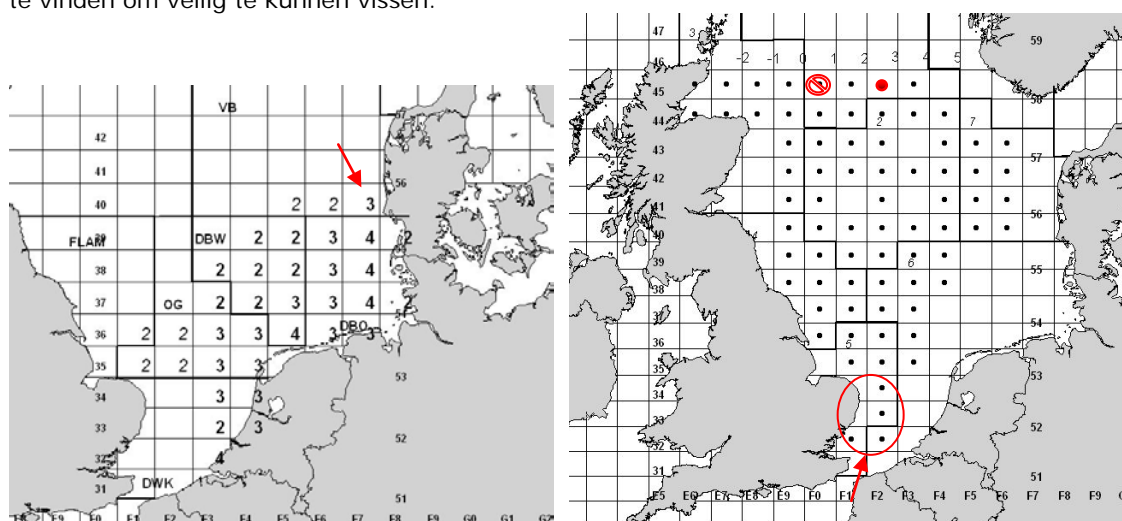 te vinden om veilig te kunnen vissen.
VB
42
41
56
40 2 2 3
FLAM DBW 2 2 3 4 2
38 2 2 2 3 4
37 OG 2 2 3 3 4 2
36 2 2 3 3 4 3 DBO 3
35 2 2 3 3 53
34 3 3
33 2 3 52
32 4
31 DWK 51
E9 F0 F1 F2 F3 F4 F5 F6 F7 F8 F9 G0 G1 G2
47 3 59
-2 -1 0 1 2 3 4 5
46
45 58
44 2 7
43 57
42
41 56
40
39 6 55
38
37 54
36 5
35 53
34
33 52
32
31 51
E5 E6 E7 E8 E9 F0 F1 F2 F3 F4 F5 F6 F7 F8 F9